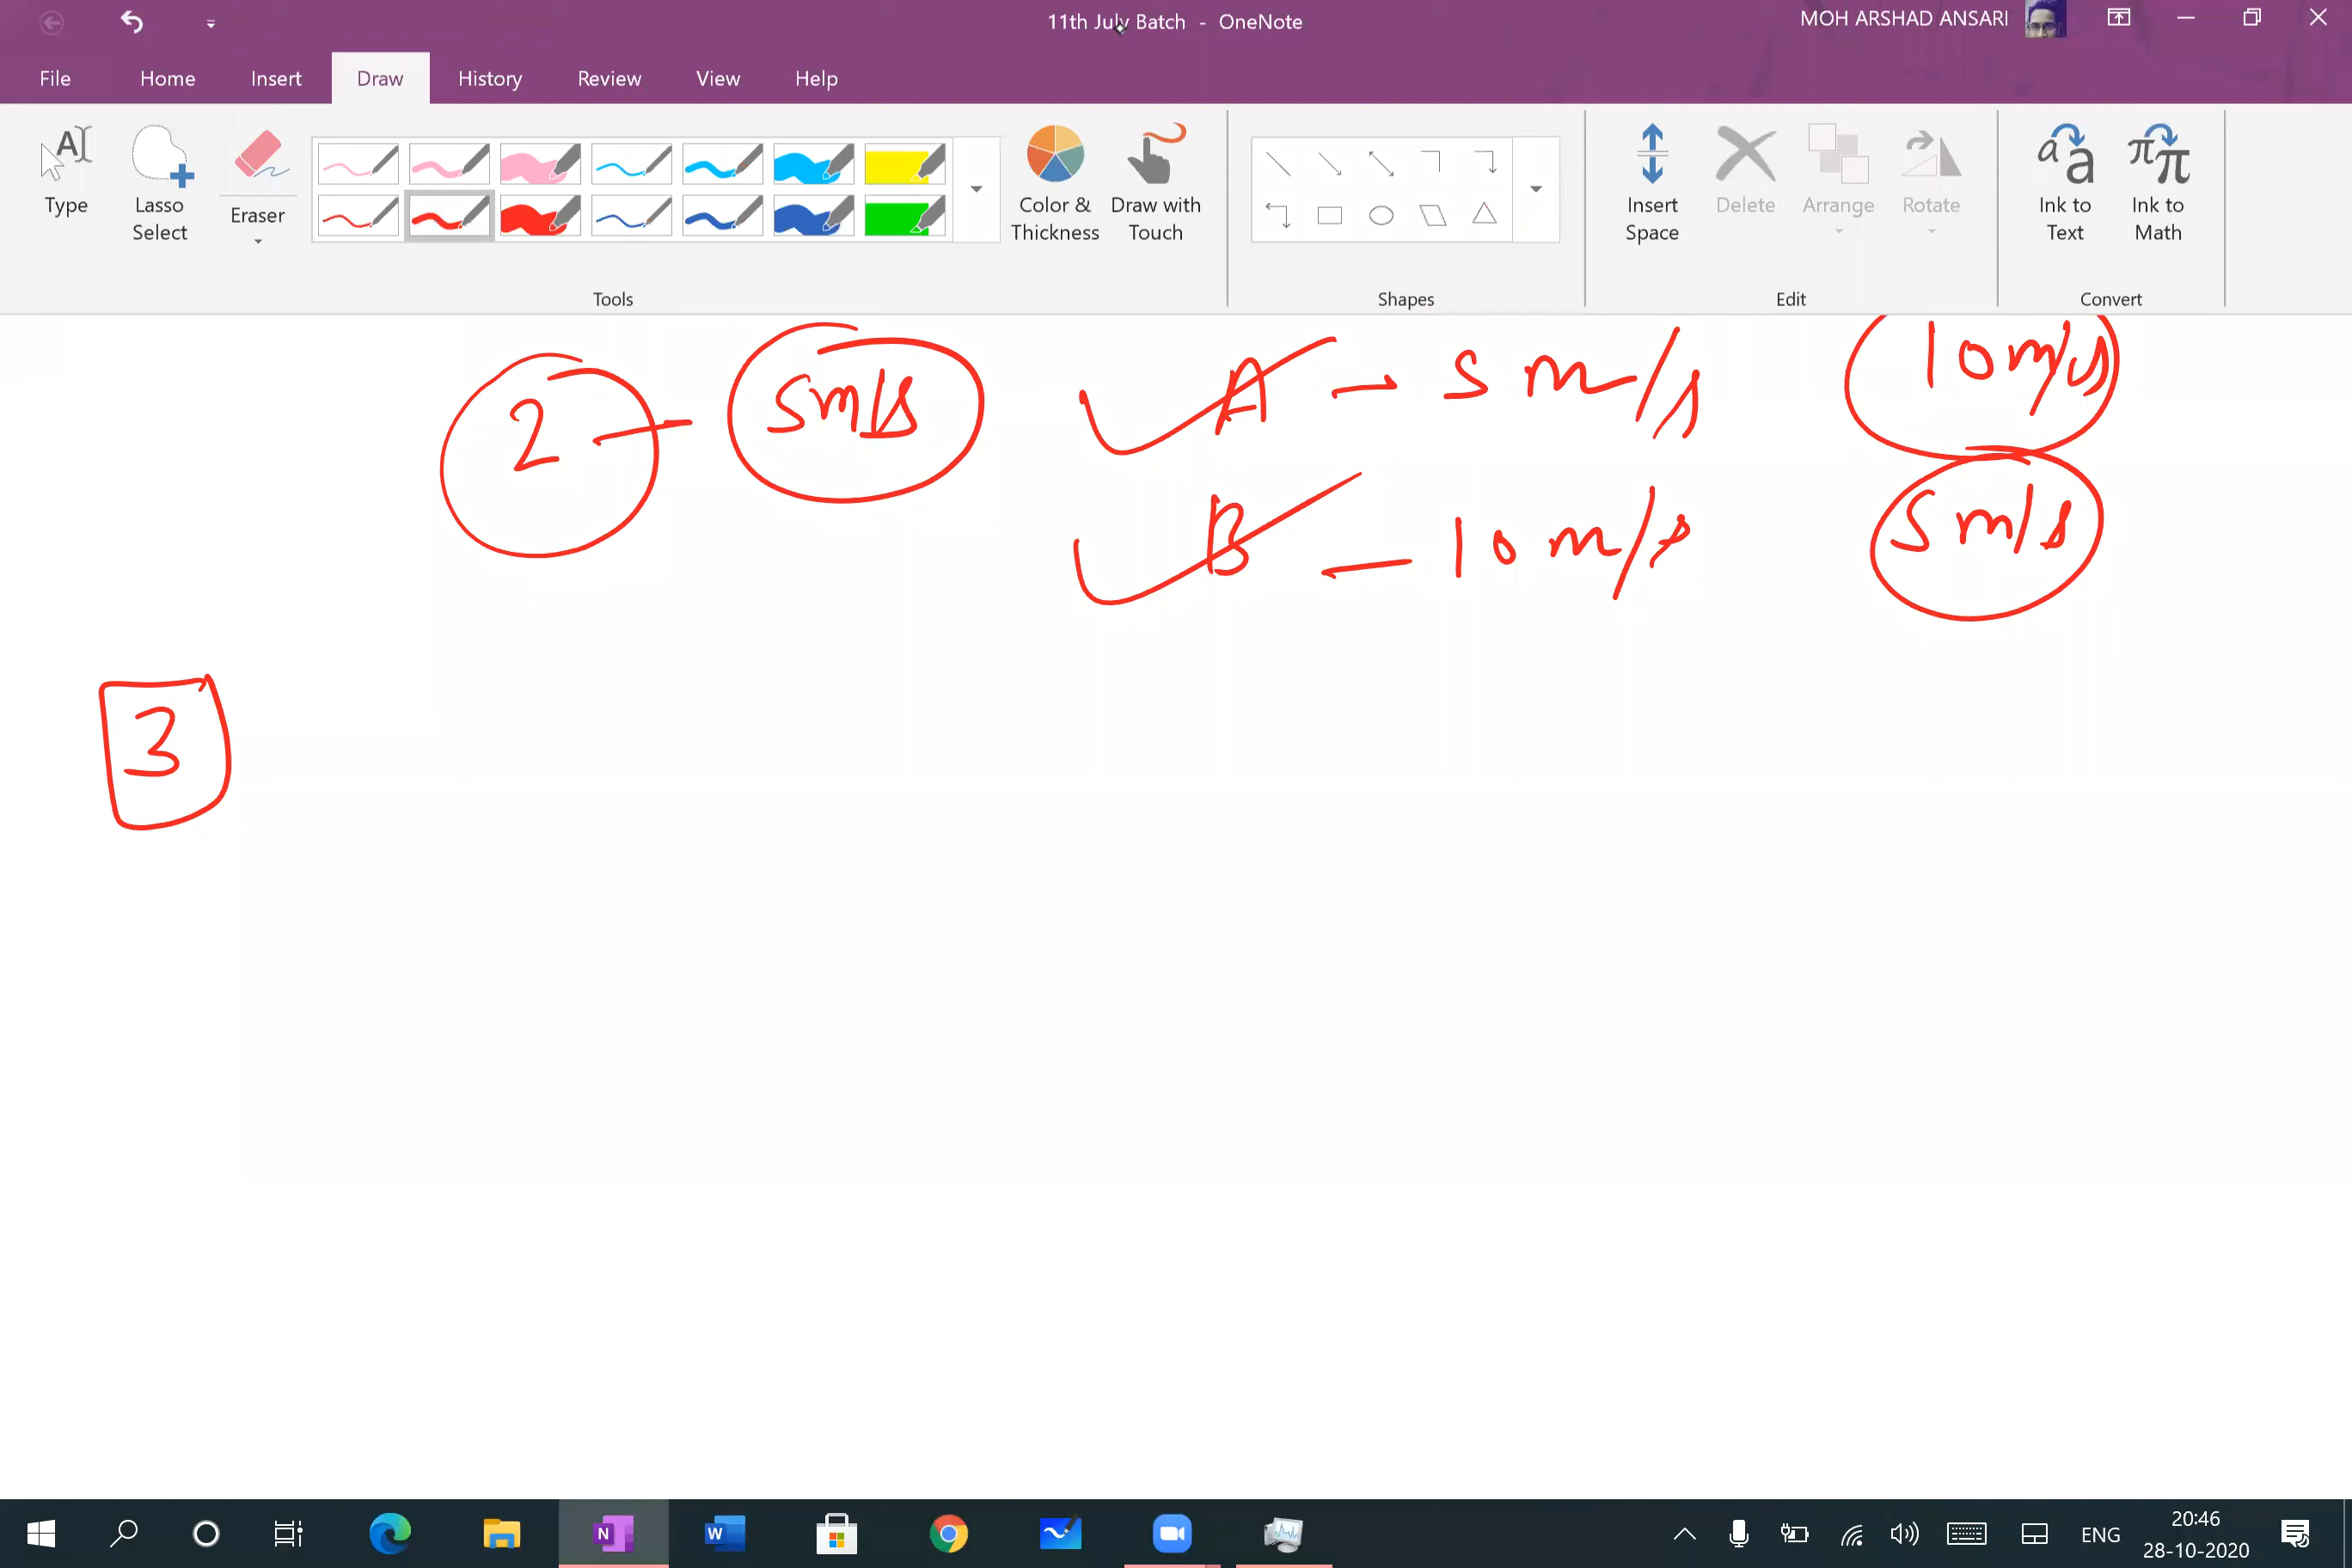 11th July Batch - OneNote
MOH ARSHAD ANSARI
File Home Insert Draw History Review View Help
Type
Lasso Select
Eraser
Color & Thickness
Draw with Touch
Insert Space
Delete
Arrange
Rotate
Ink to Text
Ink to Math
Tools
Shapes
Edit
Convert
2 — 5m/s A — 5 m/s 10m/s
B — 10 m/s 5m/s
3
ENG
20:46
28-10-2020